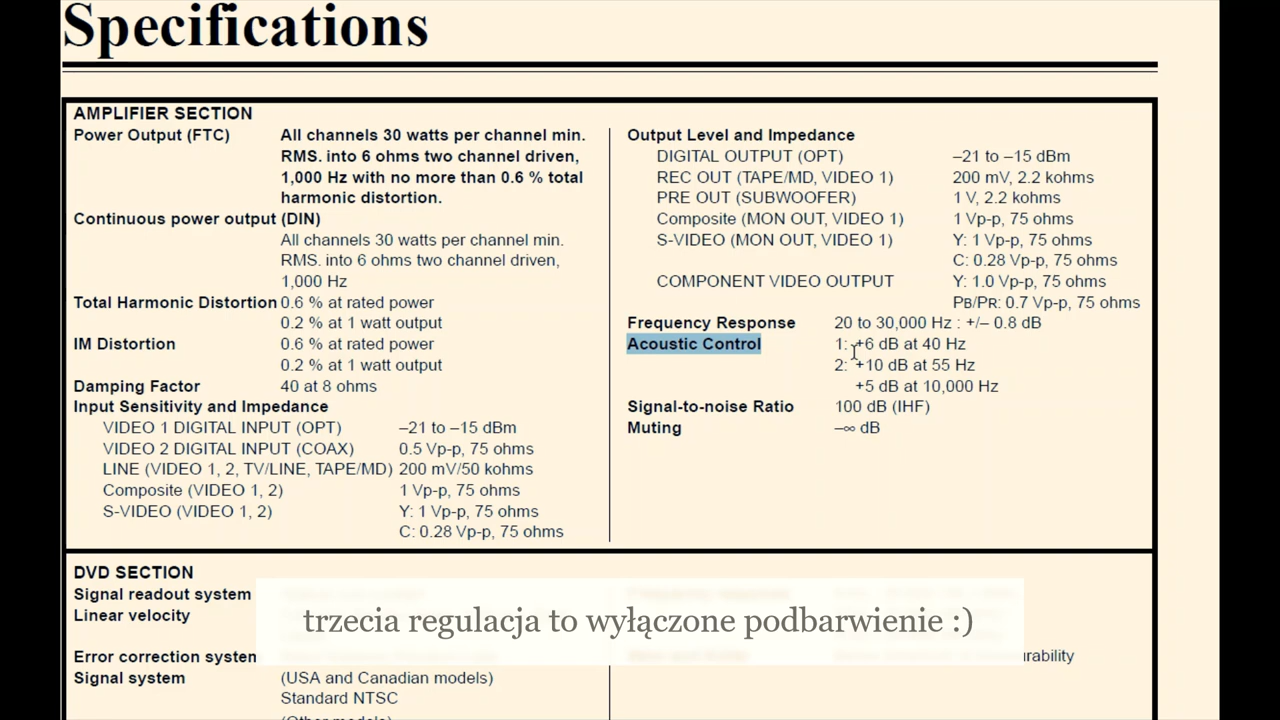 Specifications
AMPLIFIER SECTION
Power Output (FTC) All channels 30 watts per channel min.
RMS. into 6 ohms two channel driven,
1,000 Hz with no more than 0.6 % total
harmonic distortion.
Continuous power output (DIN)
All channels 30 watts per channel min.
RMS. into 6 ohms two channel driven,
1,000 Hz
Total Harmonic Distortion 0.6 % at rated power
0.2 % at 1 watt output
IM Distortion 0.6 % at rated power
0.2 % at 1 watt output
Damping Factor 40 at 8 ohms
Input Sensitivity and Impedance
VIDEO 1 DIGITAL INPUT (OPT) –21 to –15 dBm
VIDEO 2 DIGITAL INPUT (COAX) 0.5 Vp-p, 75 ohms
LINE (VIDEO 1, 2, TV/LINE, TAPE/MD) 200 mV/50 kohms
Composite (VIDEO 1, 2) 1 Vp-p, 75 ohms
S-VIDEO (VIDEO 1, 2) Y: 1 Vp-p, 75 ohms
C: 0.28 Vp-p, 75 ohms
Output Level and Impedance
DIGITAL OUTPUT (OPT) –21 to –15 dBm
REC OUT (TAPE/MD, VIDEO 1) 200 mV, 2.2 kohms
PRE OUT (SUBWOOFER) 1 V, 2.2 kohms
Composite (MON OUT, VIDEO 1) 1 Vp-p, 75 ohms
S-VIDEO (MON OUT, VIDEO 1) Y: 1 Vp-p, 75 ohms
C: 0.28 Vp-p, 75 ohms
COMPONENT VIDEO OUTPUT Y: 1.0 Vp-p, 75 ohms
PB/PR: 0.7 Vp-p, 75 ohms
Frequency Response 20 to 30,000 Hz : +/– 0.8 dB
Acoustic Control 1: +6 dB at 40 Hz
2: +10 dB at 55 Hz
+5 dB at 10,000 Hz
Signal-to-noise Ratio 100 dB (IHF)
Muting –∞ dB
DVD SECTION
Signal readout system
Linear velocity
trzecia regulacja to wyłączone podbarwienie :)
Error correction system
Signal system (USA and Canadian models)
Standard NTSC
(Other models)